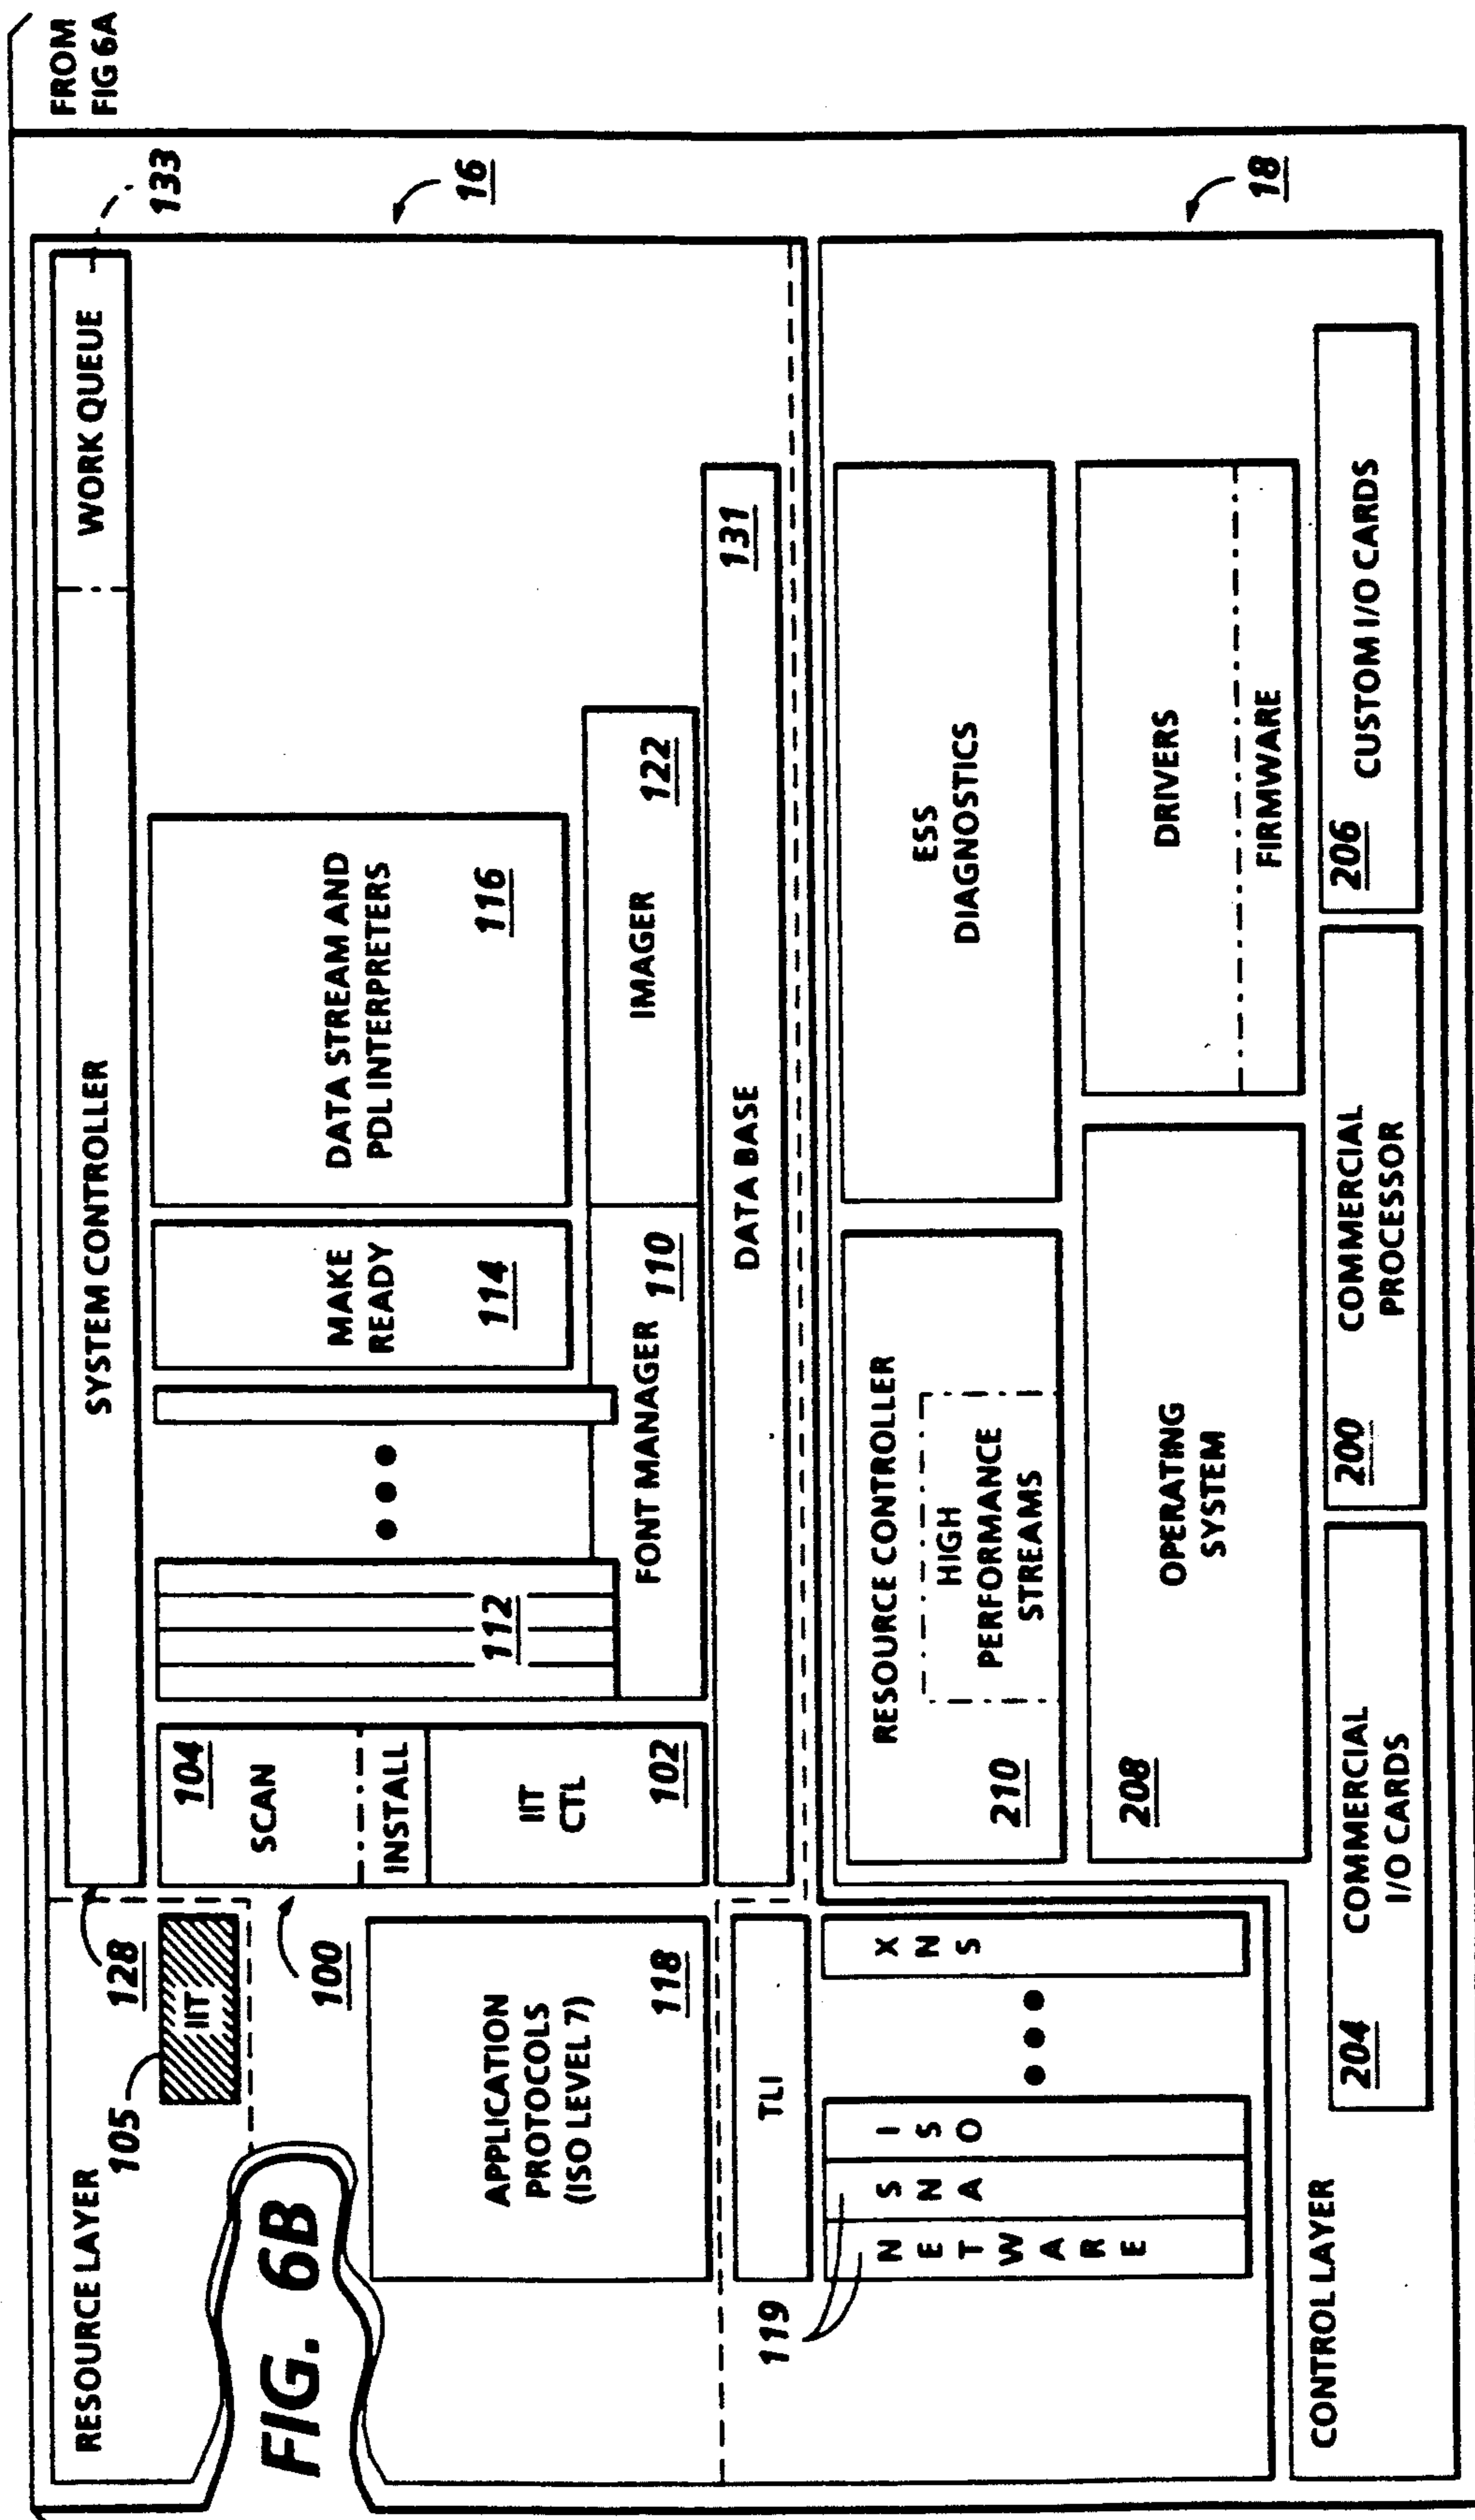 FROM
FIG 6A
RESOURCE LAYER
105
IIT
128
SYSTEM CONTROLLER
WORK QUEUE
133
16
FIG. 6B
100
104
SCAN
INSTALL
IIT
CTL
102
112
● ● ●
MAKE
READY
114
DATA STREAM AND
PDL INTERPRETERS
116
FONT MANAGER 110
IMAGER 122
DATA BASE
131
APPLICATION
PROTOCOLS
(ISO LEVEL 7)
118
TLI
119
NETWARE
SNA
ISO
● ● ●
XNS
RESOURCE CONTROLLER
HIGH
PERFORMANCE
STREAMS
210
ESS
DIAGNOSTICS
18
208
OPERATING
SYSTEM
DRIVERS
FIRMWARE
CONTROL LAYER
204
COMMERCIAL
I/O CARDS
200
COMMERCIAL
PROCESSOR
206
CUSTOM I/O CARDS